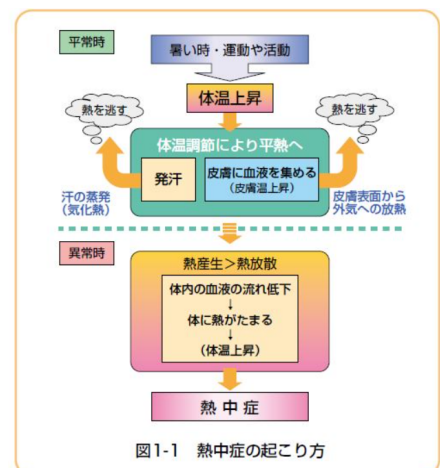 平常時
暑い時・運動や活動
体温上昇
熱を逃す
熱を逃す
体温調節により平熱へ
発汗
皮膚に血液を集める
(皮膚温上昇)
汗の蒸発
(気化熱)
皮膚表面から
外気への放熱
異常時
熱産生>熱放散
体内の血液の流れ低下
↓
体に熱がたまる
↓
(体温上昇)
熱中症
図1-1 熱中症の起こり方